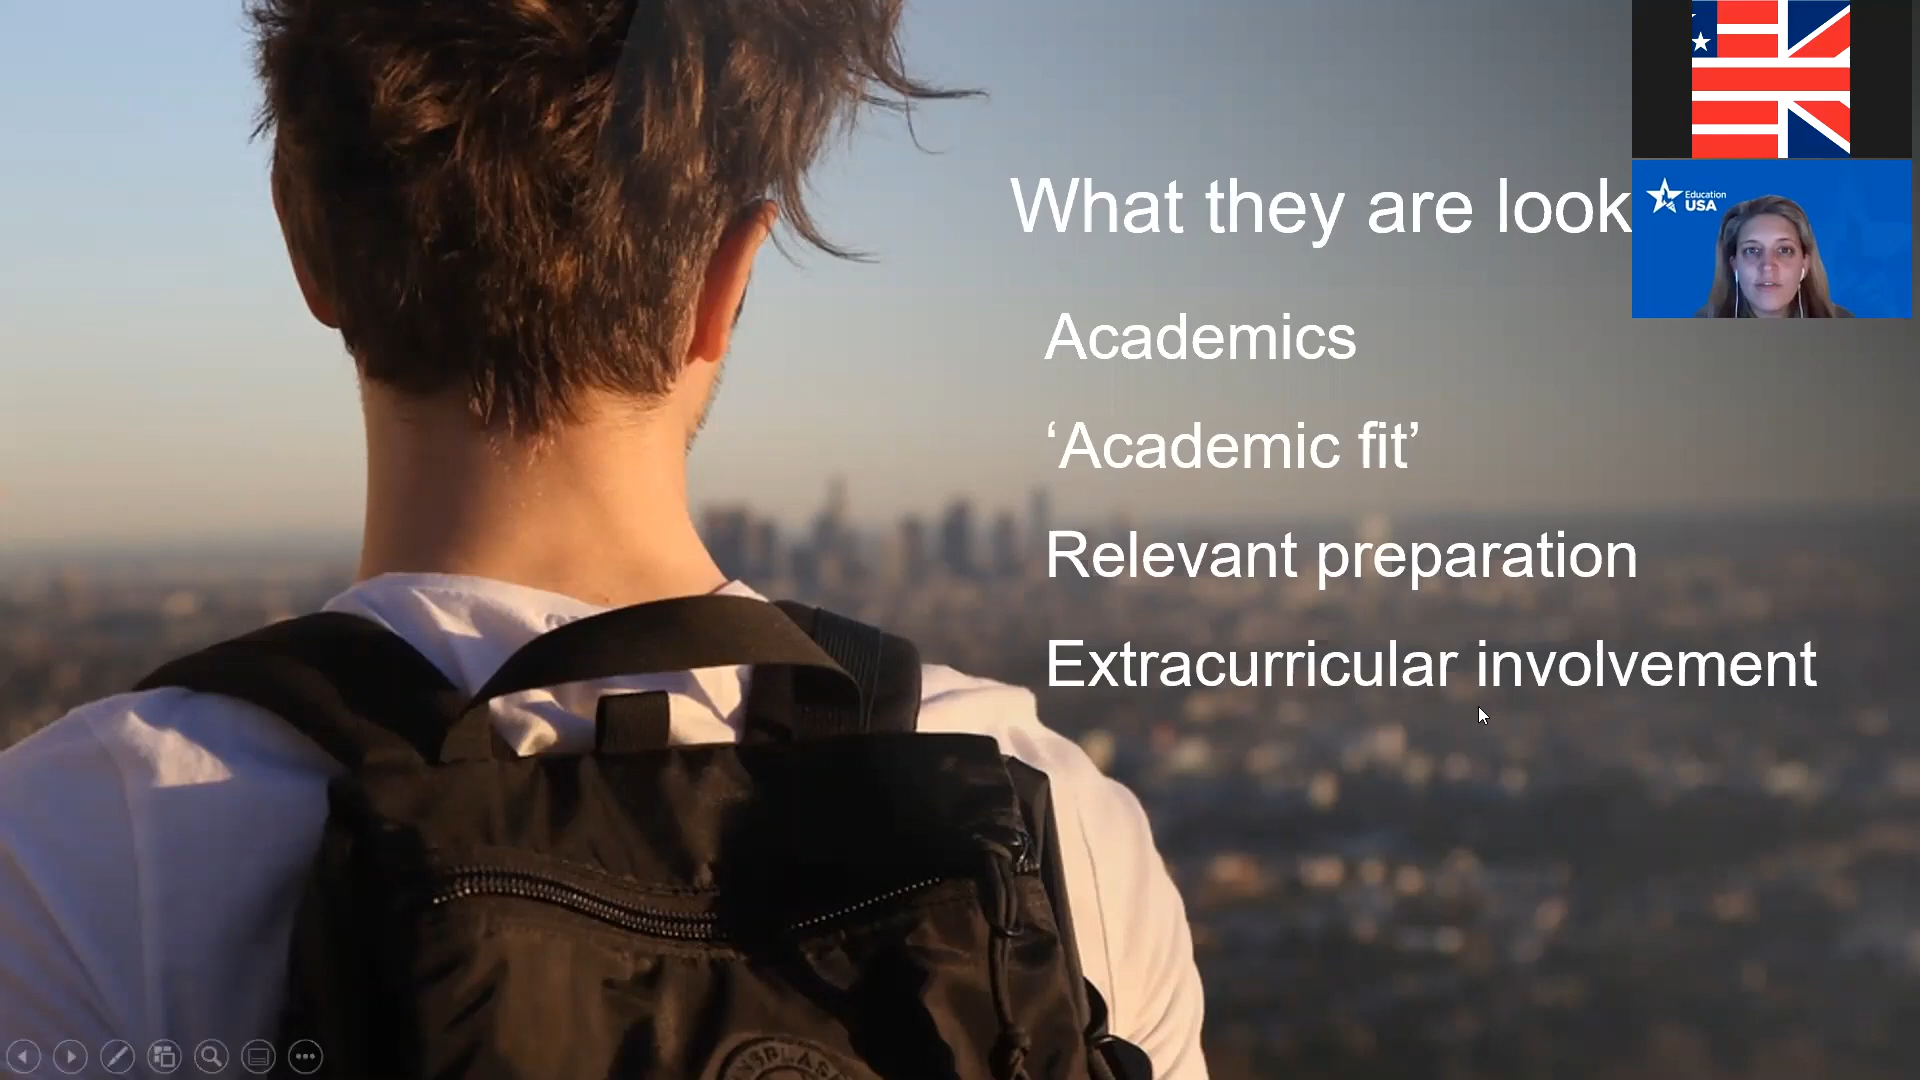 What they are look
Education
USA
Academics
‘Academic fit’
Relevant preparation
Extracurricular involvement